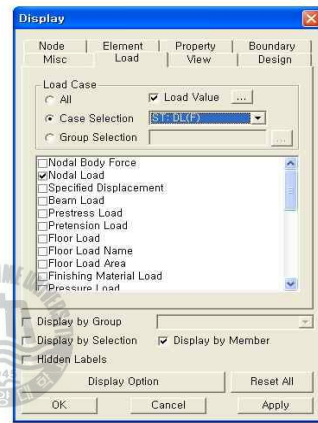 Display
Node Element Property Boundary
Misc Load View Design
Load Case
All Load Value ...
Case Selection ST: DL(F)
Group Selection ...
Nodal Body Force
Nodal Load
Specified Displacement
Beam Load
Prestress Load
Pretension Load
Floor Load
Floor Load Name
Floor Load Area
Finishing Material Load
Pressure Load
Display by Group
Display by Selection Display by Member
Hidden Labels
Display Option Reset All
OK Cancel Apply